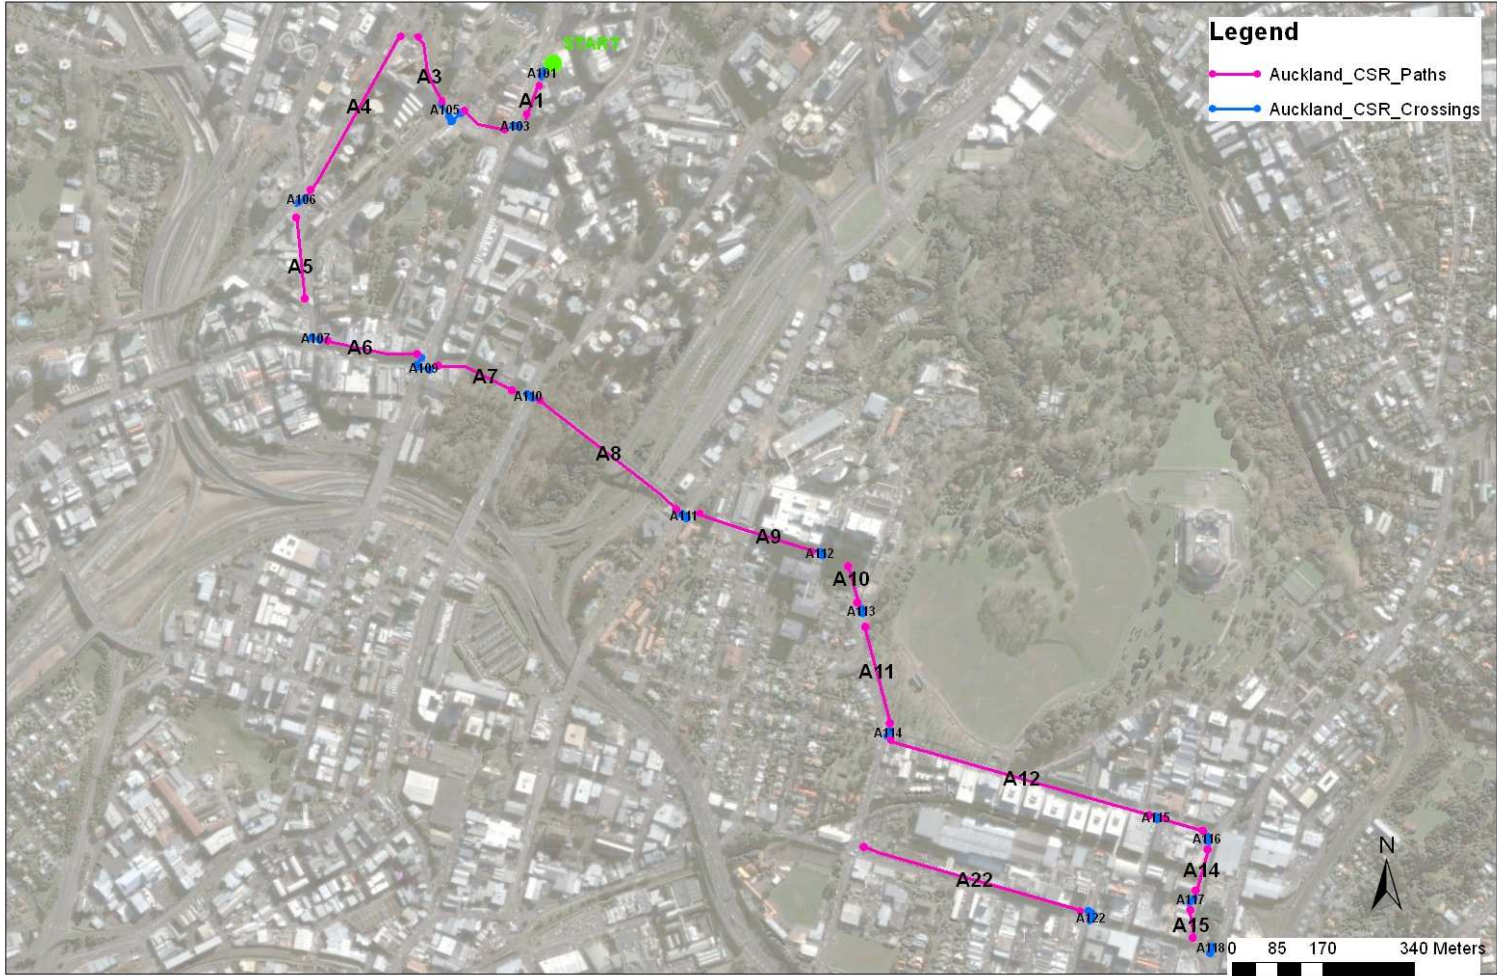 START
Legend
Auckland_CSR_Paths
Auckland_CSR_Crossings
A101
A3
A4
A1
A105
A103
A106
A5
A107
A6
A109
A7
A110
A8
A111
A9
A112
A10
A113
A11
A114
A12
A115
A116
A14
A22
A117
A122
A15
A118
N
0 85 170 340 Meters